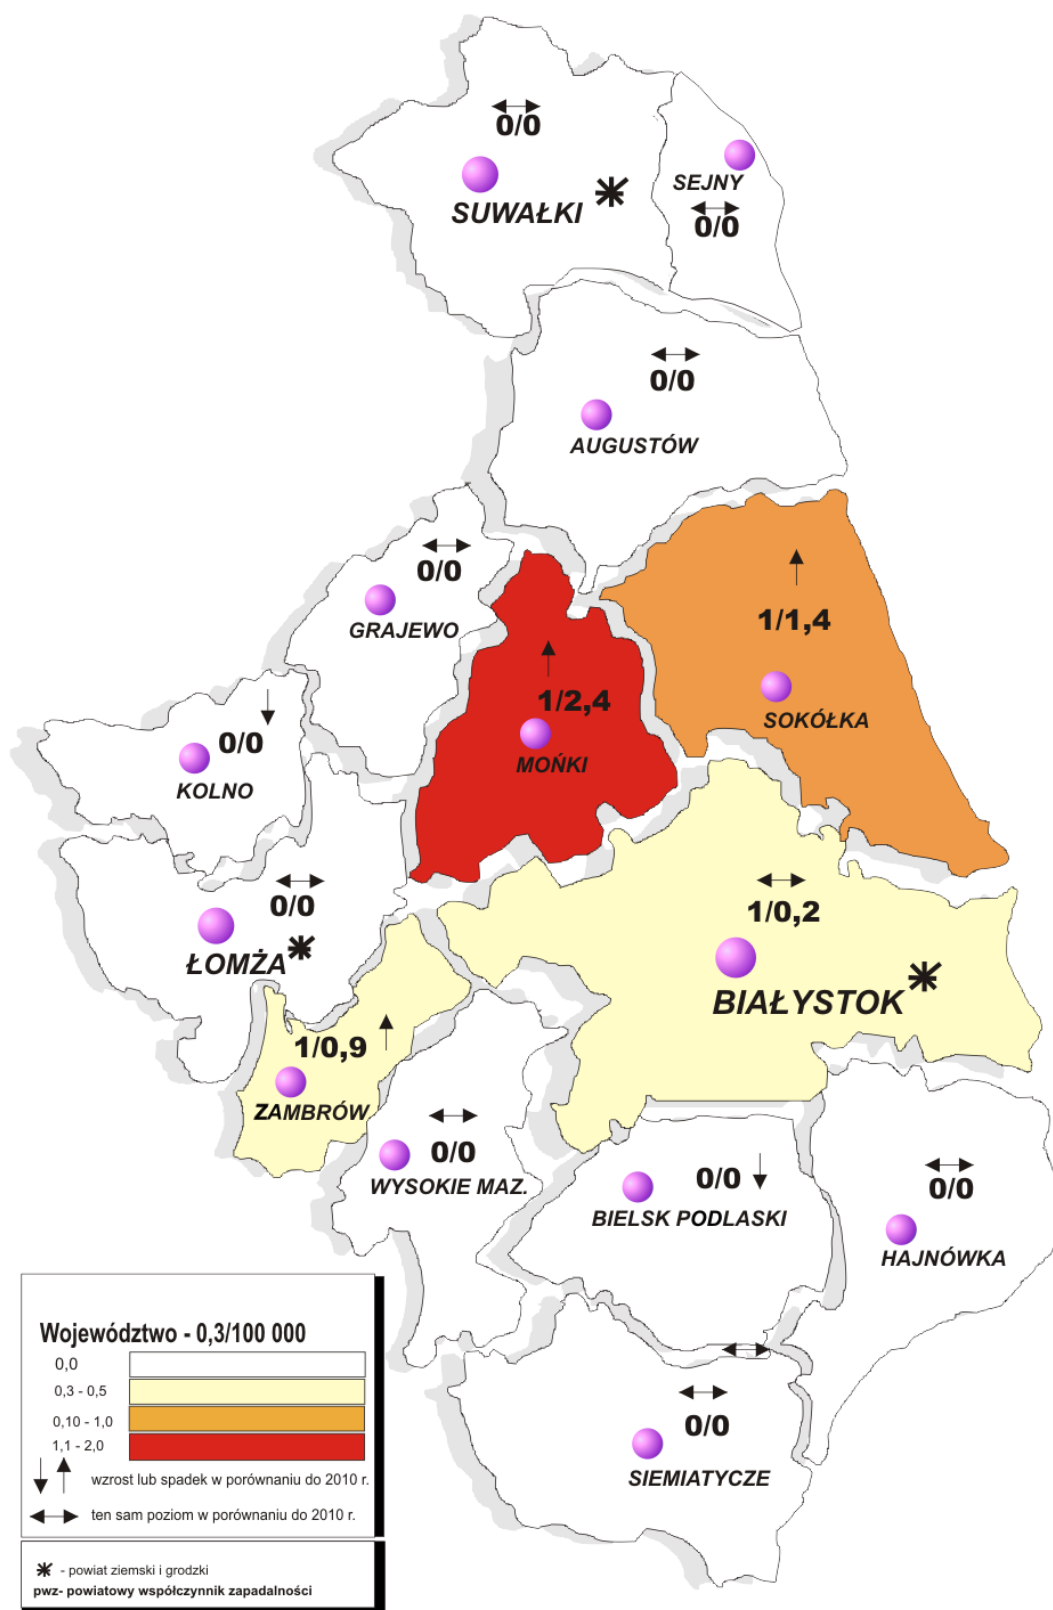 0/0
SUWAŁKI
SEJNY
0/0
0/0
AUGUSTÓW
0/0
GRAJEWO
1/1,4
SOKÓŁKA
1/2,4
MOŃKI
0/0
KOLNO
0/0
ŁOMŻA
1/0,2
BIAŁYSTOK
1/0,9
ZAMBRÓW
0/0
WYSOKIE MAZ.
0/0
BIELSK PODLASKI
0/0
HAJNÓWKA
0/0
SIEMIATYCZE
Województwo - 0,3/100 000
0,0
0,3 - 0,5
0,10 - 1,0
1,1 - 2,0
wzrost lub spadek w porównaniu do 2010 r.
ten sam poziom w porównaniu do 2010 r.
- powiat ziemski i grodzki
pwz- powiatowy współczynnik zapadalności